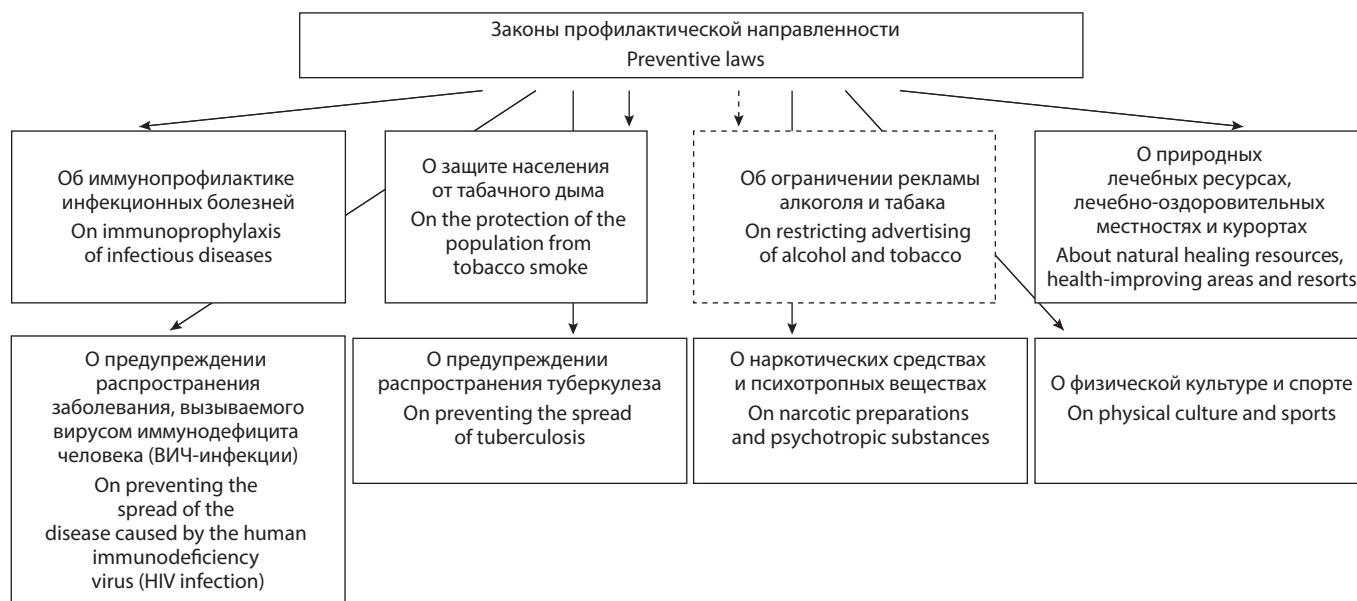 Законы профилактической направленности
Preventive laws
Об иммунопрофилактике
инфекционных болезней
On immunoprophylaxis
of infectious diseases
О защите населения
от табачного дыма
On the protection of the
population from
tobacco smoke
Об ограничении рекламы
алкоголя и табака
On restricting advertising
of alcohol and tobacco
О природных
лечебных ресурсах,
лечебно-оздоровительных
местностях и курортах
About natural healing resources,
health-improving areas and resorts
О предупреждении
распространения
заболевания, вызываемого
вирусом иммунодефицита
человека (ВИЧ-инфекции)
On preventing the
spread of the
disease caused by the human
immunodeficiency
virus (HIV infection)
О предупреждении
распространения туберкулеза
On preventing the spread
of tuberculosis
О наркотических средствах
и психотропных веществах
On narcotic preparations
and psychotropic substances
О физической культуре и спорте
On physical culture and sports